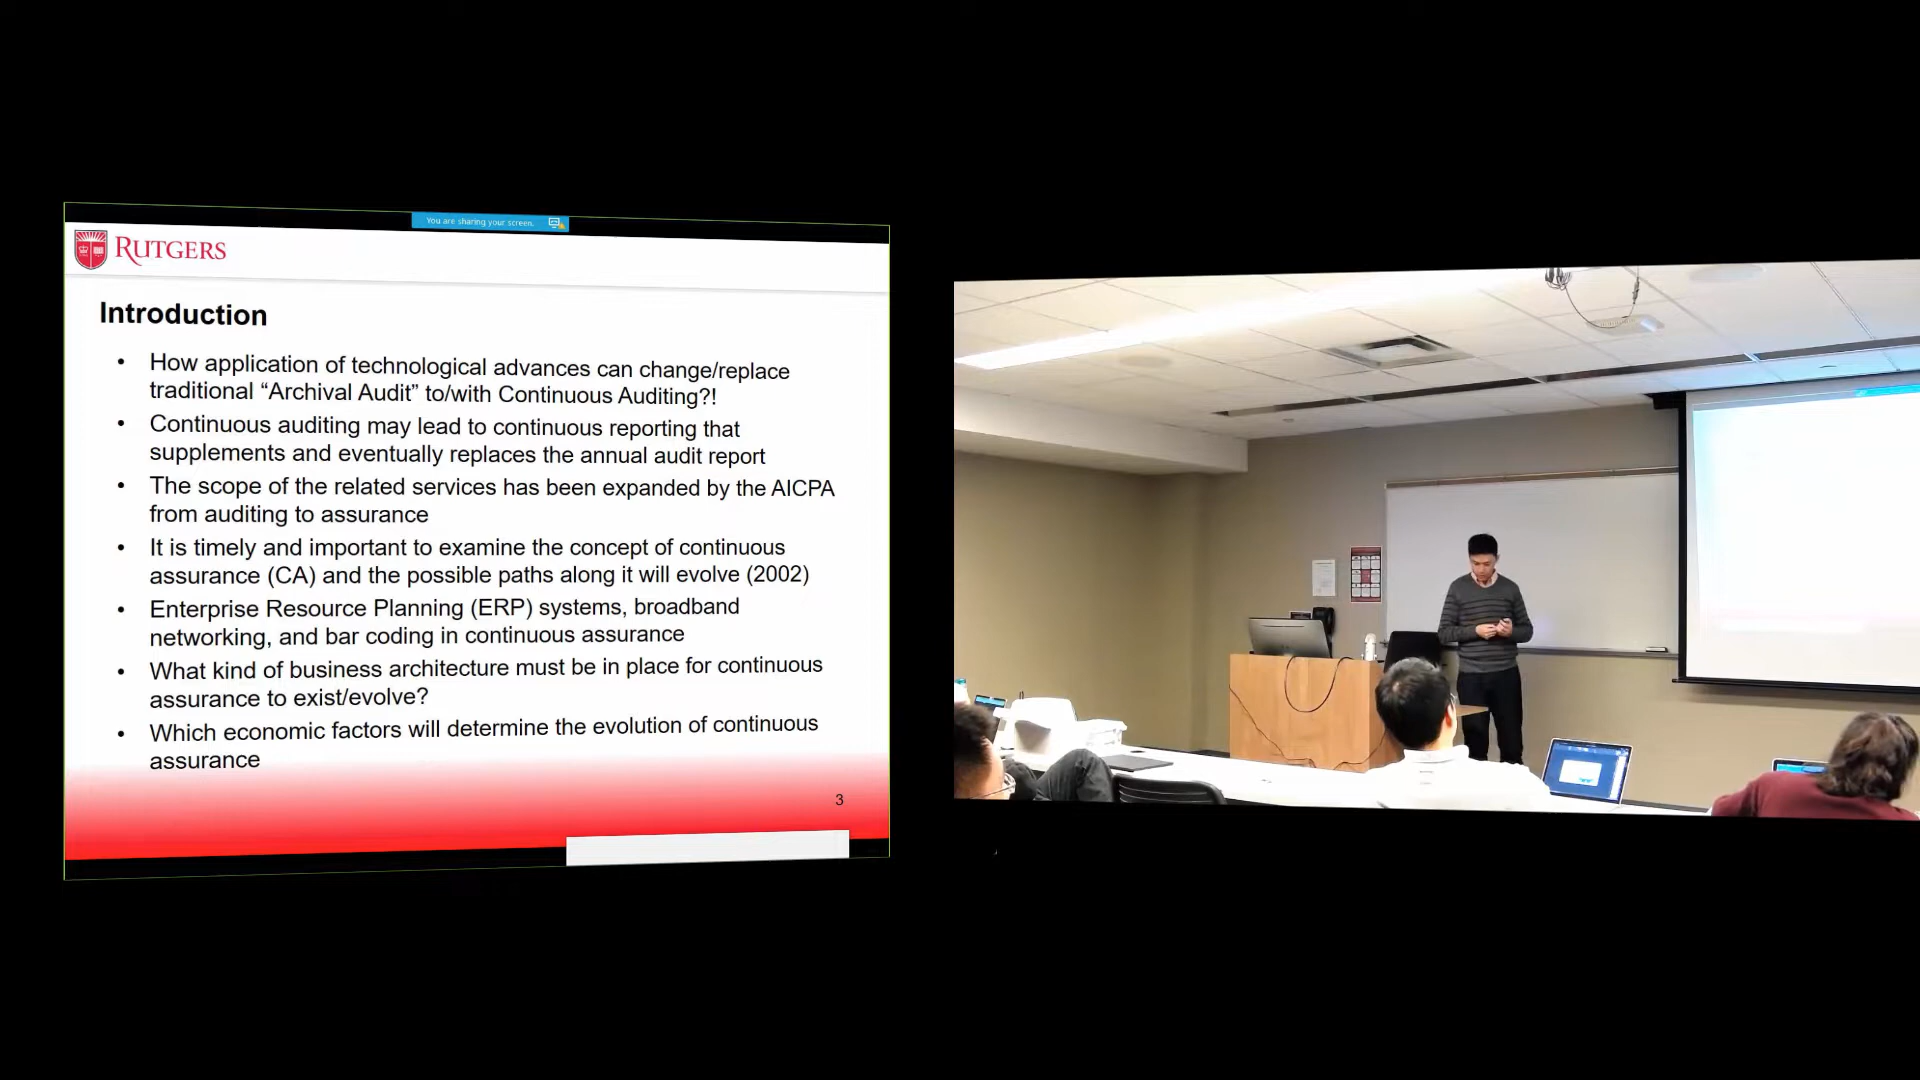 You are sharing your screen.
RUTGERS
Introduction
• How application of technological advances can change/replace
traditional “Archival Audit” to/with Continuous Auditing?!
• Continuous auditing may lead to continuous reporting that
supplements and eventually replaces the annual audit report
• The scope of the related services has been expanded by the AICPA
from auditing to assurance
• It is timely and important to examine the concept of continuous
assurance (CA) and the possible paths along it will evolve (2002)
• Enterprise Resource Planning (ERP) systems, broadband
networking, and bar coding in continuous assurance
• What kind of business architecture must be in place for continuous
assurance to exist/evolve?
• Which economic factors will determine the evolution of continuous
assurance
3